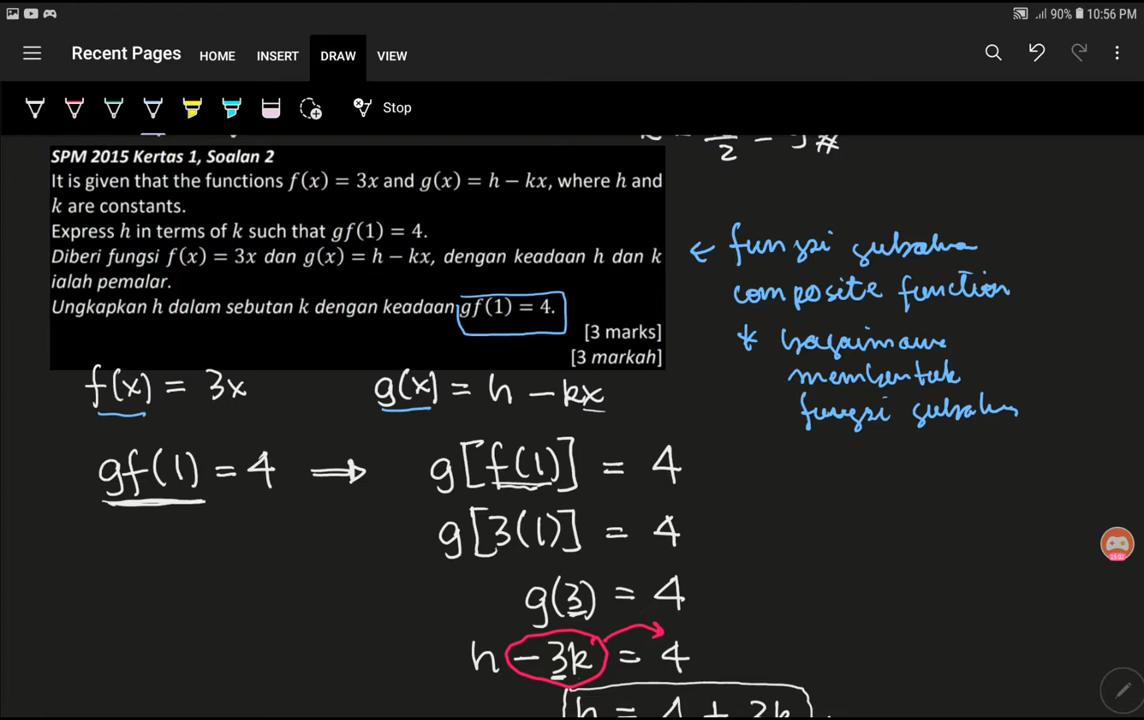 90% 10:56 PM
Recent Pages HOME INSERT DRAW VIEW
Stop
2 = 9 #
SPM 2015 Kertas 1, Soalan 2
It is given that the functions f(x) = 3x and g(x) = h − kx, where h and
k are constants.
Express h in terms of k such that gf(1) = 4.
Diberi fungsi f(x) = 3x dan g(x) = h − kx, dengan keadaan h dan k
ialah pemalar.
Ungkapkan h dalam sebutan k dengan keadaan gf(1) = 4.
[3 marks]
[3 markah]
← fungsi gubahan
composite function
* bagaimana
membentuk
fungsi gubahan
f(x) = 3x g(x) = h − kx
gf(1) = 4 ⟹ g[f(1)] = 4
g[3(1)] = 4
g(3) = 4
h − 3k = 4
h = 4 + 3k